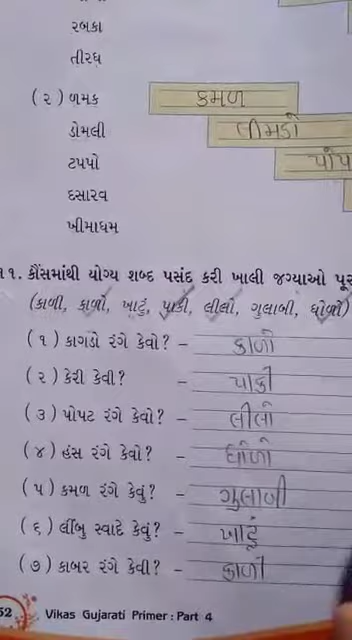 રબકા
તીરધ
(૨) ળમક કમળ
ડોમલી લીમડો
ટપપો પોપ
દસારવ
ખીમાધમ
૧૧. કૌંસમાંથી યોગ્ય શબ્દ પસંદ કરી ખાલી જગ્યાઓ પૂર
(કાળી, કાળો, ખાટું, પાકી, લીલો, ગુલાબી, ધોળો)
(૧) કાગડો રંગે કેવો? – કાળો
(૨) કેરી કેવી? – પાકી
(૩) પોપટ રંગે કેવો? – લીલો
(૪) હંસ રંગે કેવો? – ધોળો
(૫) કમળ રંગે કેવું? – ગુલાબી
(૬) લીંબુ સ્વાદે કેવું? – ખાટું
(૭) કાબર રંગે કેવી? – કાળી
52 Vikas Gujarati Primer : Part 4